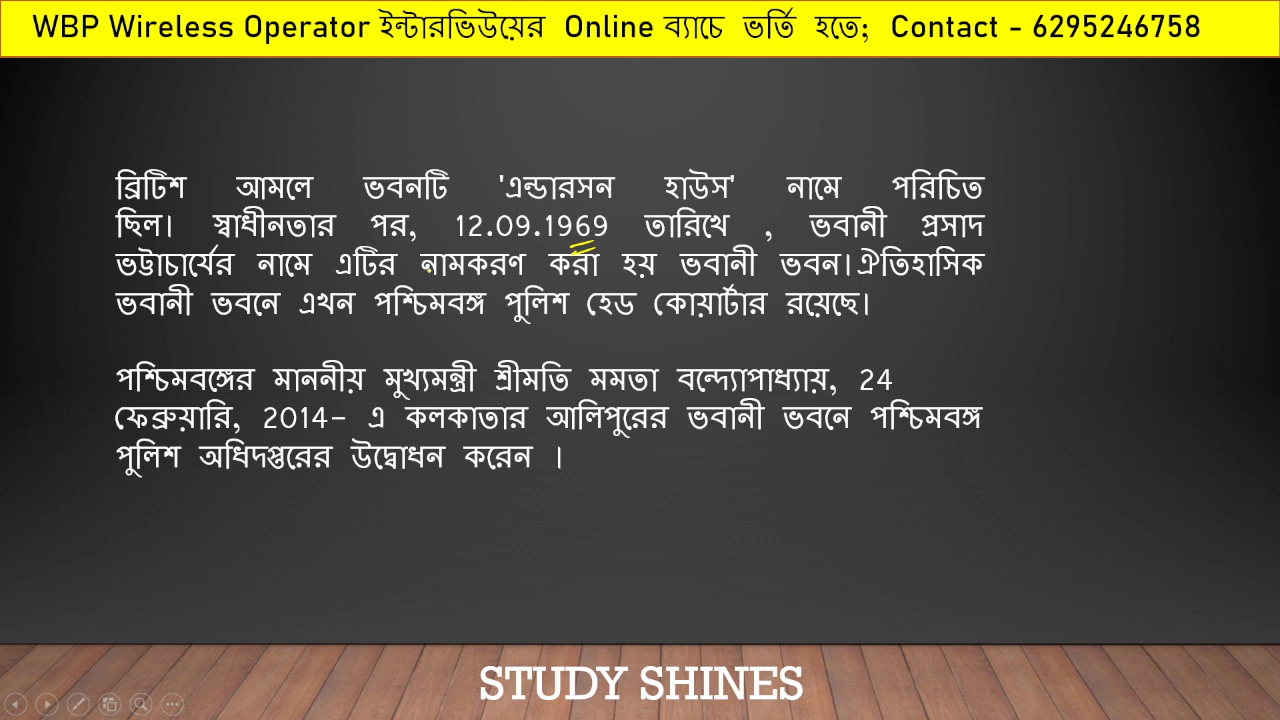 WBP Wireless Operator ইন্টারভিউয়ের Online ব্যাচে ভর্তি হতে; Contact - 6295246758
ব্রিটিশ আমলে ভবনটি 'এন্ডারসন হাউস' নামে পরিচিত
ছিল। স্বাধীনতার পর, 12.09.1969 তারিখে , ভবানী প্রসাদ
ভট্টাচার্যের নামে এটির নামকরণ করা হয় ভবানী ভবন।ঐতিহাসিক
ভবানী ভবনে এখন পশ্চিমবঙ্গ পুলিশ হেড কোয়ার্টার রয়েছে।
পশ্চিমবঙ্গের মাননীয় মুখ্যমন্ত্রী শ্রীমতি মমতা বন্দ্যোপাধ্যায়, 24
ফেব্রুয়ারি, 2014- এ কলকাতার আলিপুরের ভবানী ভবনে পশ্চিমবঙ্গ
পুলিশ অধিদপ্তরের উদ্বোধন করেন ।
STUDY SHINES